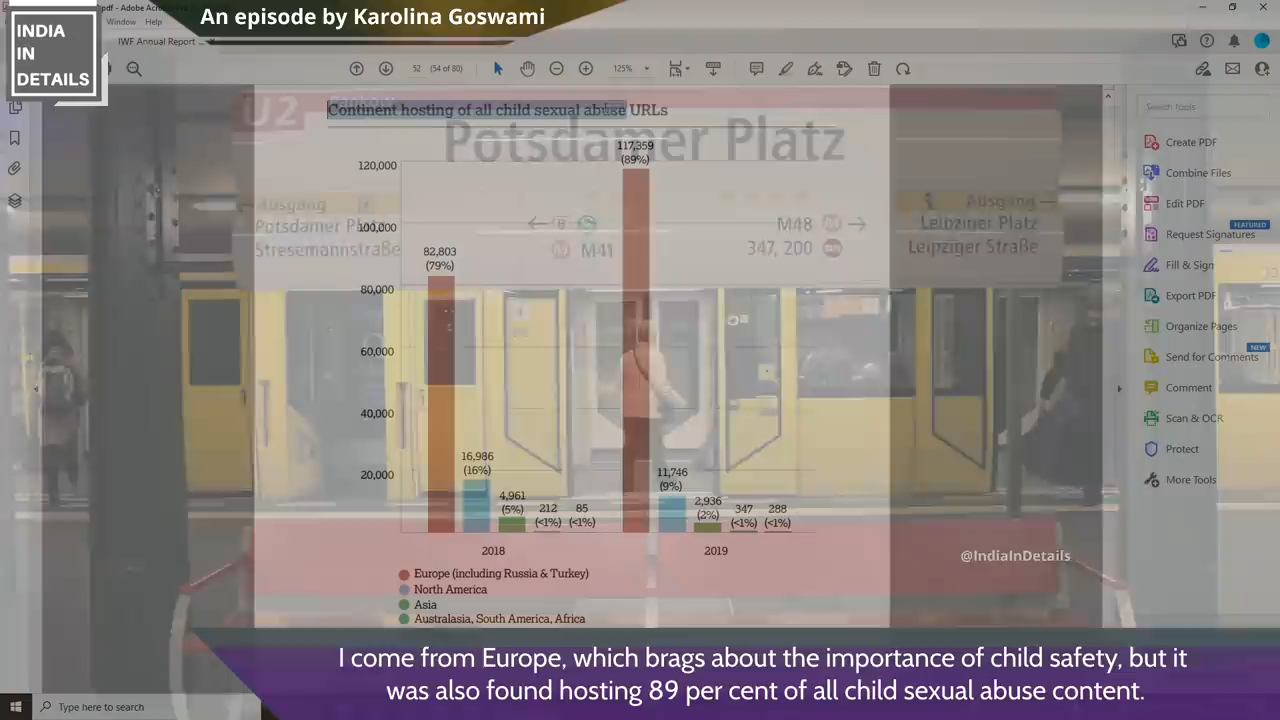 An episode by Karolina Goswami
INDIA
IN
DETAILS
Window Help
IWF Annual Report ...
52 (54 of 80)
125%
Search Tools
Continent hosting of all child sexual abuse URLs
U2
Potsdamer Platz
Ausgang
Potsdamer Platz
Stresemannstraße
M41
M48
347, 200
Ausgang
Leipziger Platz
Leipziger Straße
120,000
100,000
80,000
60,000
40,000
20,000
82,803
(79%)
16,986
(16%)
4,961
(5%)
212
(<1%)
85
(<1%)
117,359
(89%)
11,746
(9%)
2,936
(2%)
347
(<1%)
288
(<1%)
2018
2019
Europe (including Russia & Turkey)
North America
Asia
Australasia, South America, Africa
Create PDF
Combine Files
Edit PDF
FEATURED
Request Signatures
Fill & Sign
Export PDF
Organize Pages
NEW
Send for Comments
Comment
Scan & OCR
Protect
More Tools
@IndiaInDetails
I come from Europe, which brags about the importance of child safety, but it
was also found hosting 89 per cent of all child sexual abuse content.
Type here to search